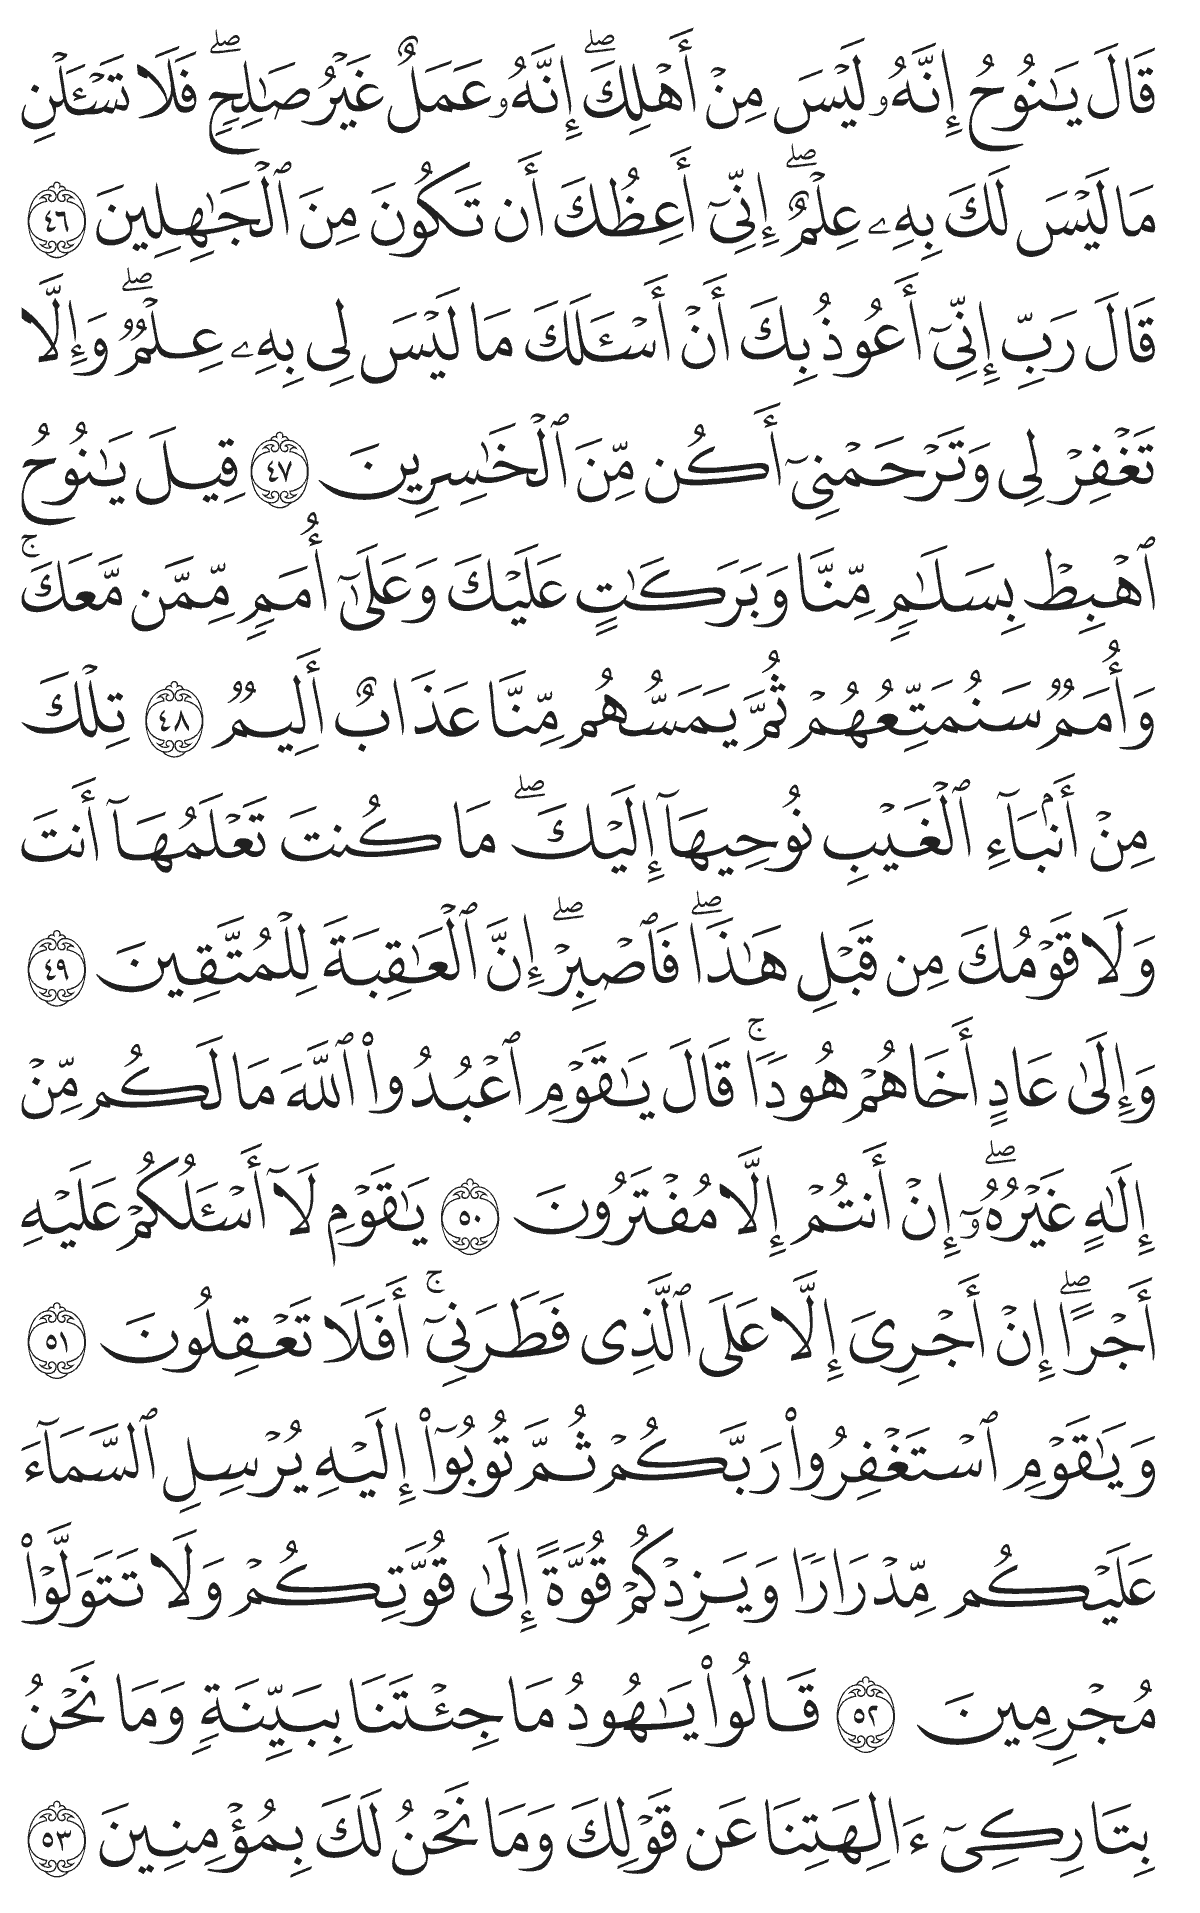 قَالَ يَٰنُوحُ إِنَّهُۥ لَيْسَ مِنْ أَهْلِكَ ۖ إِنَّهُۥ عَمَلٌ غَيْرُ صَٰلِحٍ ۖ فَلَا تَسْـَٔلْنِ
مَا لَيْسَ لَكَ بِهِۦ عِلْمٌ ۖ إِنِّىٓ أَعِظُكَ أَن تَكُونَ مِنَ ٱلْجَٰهِلِينَ ٤٦
قَالَ رَبِّ إِنِّىٓ أَعُوذُ بِكَ أَنْ أَسْـَٔلَكَ مَا لَيْسَ لِى بِهِۦ عِلْمٌ ۖ وَإِلَّا
تَغْفِرْ لِى وَتَرْحَمْنِىٓ أَكُن مِّنَ ٱلْخَٰسِرِينَ ٤٧ قِيلَ يَٰنُوحُ
ٱهْبِطْ بِسَلَٰمٍ مِّنَّا وَبَرَكَٰتٍ عَلَيْكَ وَعَلَىٰٓ أُمَمٍ مِّمَّن مَّعَكَ ۚ
وَأُمَمٌ سَنُمَتِّعُهُمْ ثُمَّ يَمَسُّهُم مِّنَّا عَذَابٌ أَلِيمٌ ٤٨ تِلْكَ
مِنْ أَنۢبَآءِ ٱلْغَيْبِ نُوحِيهَآ إِلَيْكَ ۖ مَا كُنتَ تَعْلَمُهَآ أَنتَ
وَلَا قَوْمُكَ مِن قَبْلِ هَٰذَا ۖ فَٱصْبِرْ ۖ إِنَّ ٱلْعَٰقِبَةَ لِلْمُتَّقِينَ ٤٩
وَإِلَىٰ عَادٍ أَخَاهُمْ هُودًا ۚ قَالَ يَٰقَوْمِ ٱعْبُدُوا۟ ٱللَّهَ مَا لَكُم مِّنْ
إِلَٰهٍ غَيْرُهُۥٓ ۖ إِنْ أَنتُمْ إِلَّا مُفْتَرُونَ ٥٠ يَٰقَوْمِ لَآ أَسْـَٔلُكُمْ عَلَيْهِ
أَجْرًا ۖ إِنْ أَجْرِىَ إِلَّا عَلَى ٱلَّذِى فَطَرَنِىٓ ۚ أَفَلَا تَعْقِلُونَ ٥١
وَيَٰقَوْمِ ٱسْتَغْفِرُوا۟ رَبَّكُمْ ثُمَّ تُوبُوٓا۟ إِلَيْهِ يُرْسِلِ ٱلسَّمَآءَ
عَلَيْكُم مِّدْرَارًا وَيَزِدْكُمْ قُوَّةً إِلَىٰ قُوَّتِكُمْ وَلَا تَتَوَلَّوْا۟
مُجْرِمِينَ ٥٢ قَالُوا۟ يَٰهُودُ مَا جِئْتَنَا بِبَيِّنَةٍ وَمَا نَحْنُ
بِتَارِكِىٓ ءَالِهَتِنَا عَن قَوْلِكَ وَمَا نَحْنُ لَكَ بِمُؤْمِنِينَ ٥٣